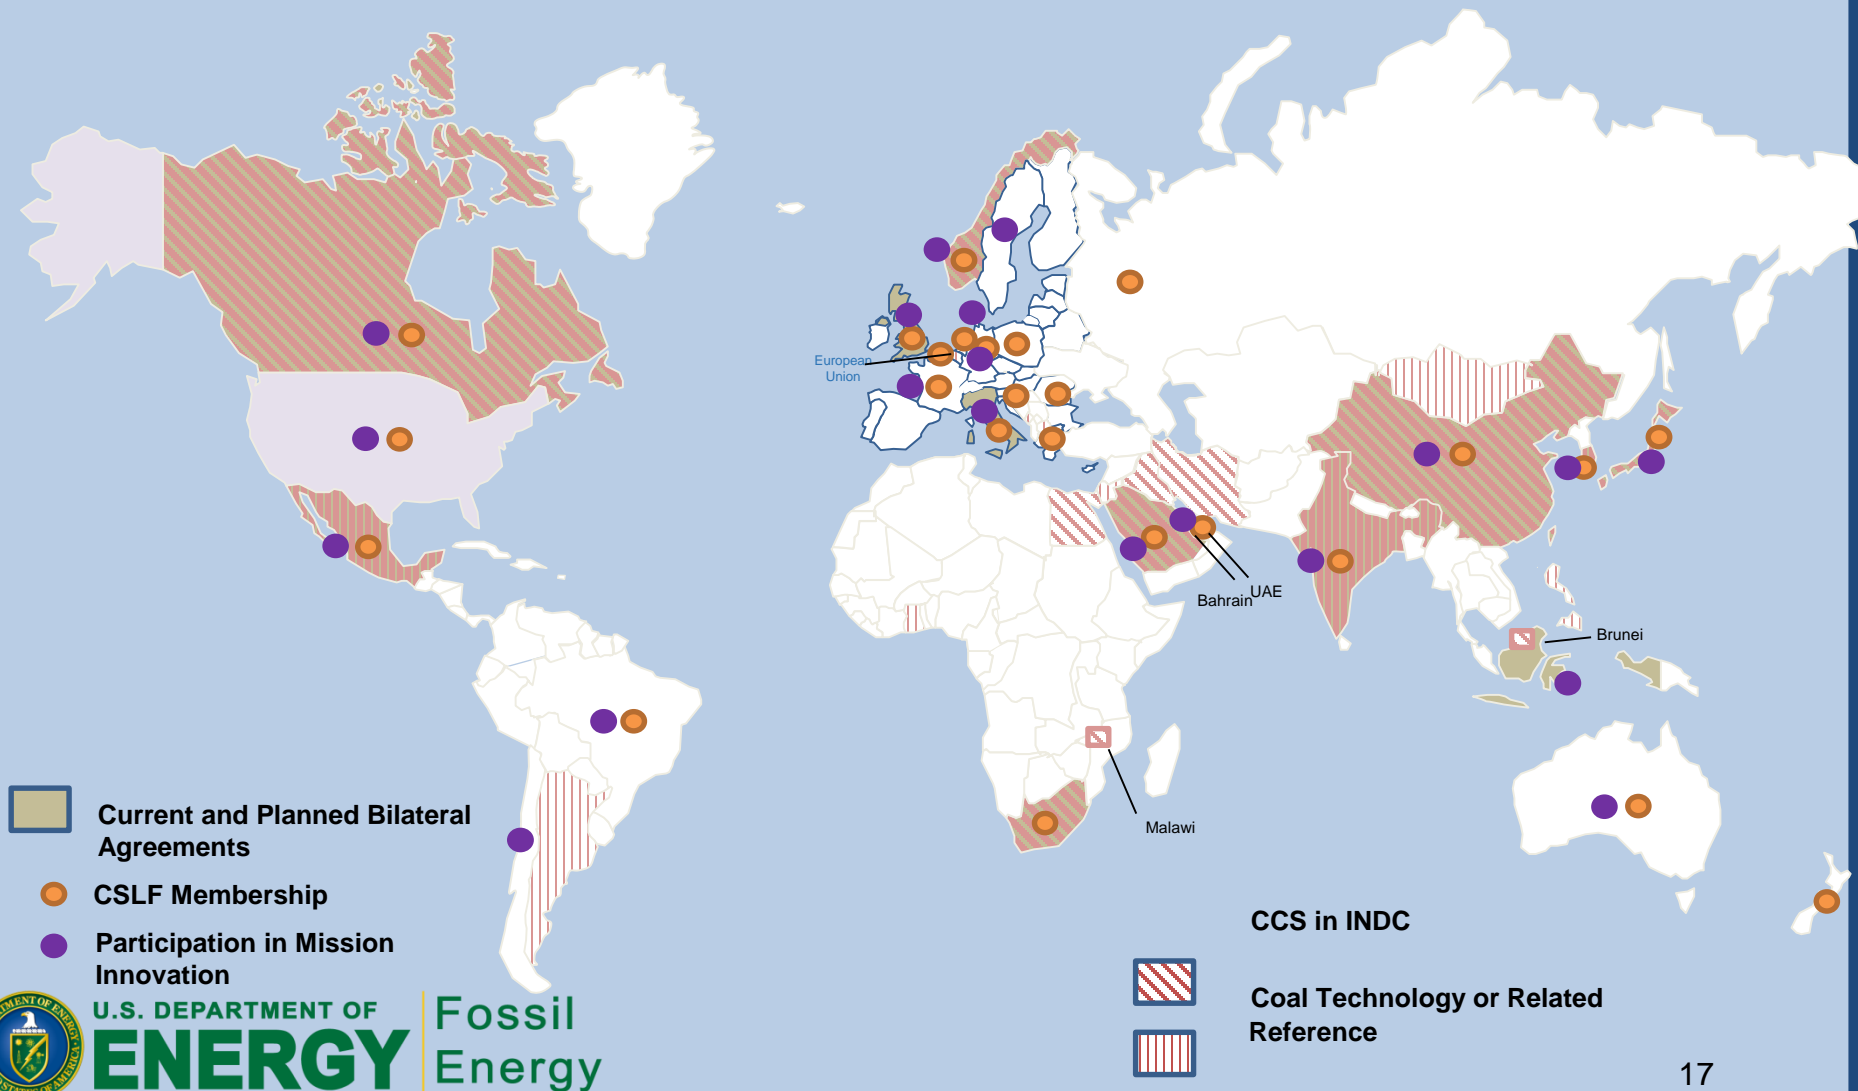 European
Union
Bahrain
UAE
Brunei
Malawi
Current and Planned Bilateral
Agreements
CSLF Membership
Participation in Mission
Innovation
CCS in INDC
Coal Technology or Related
Reference
U.S. DEPARTMENT OF
ENERGY
Fossil
Energy
17